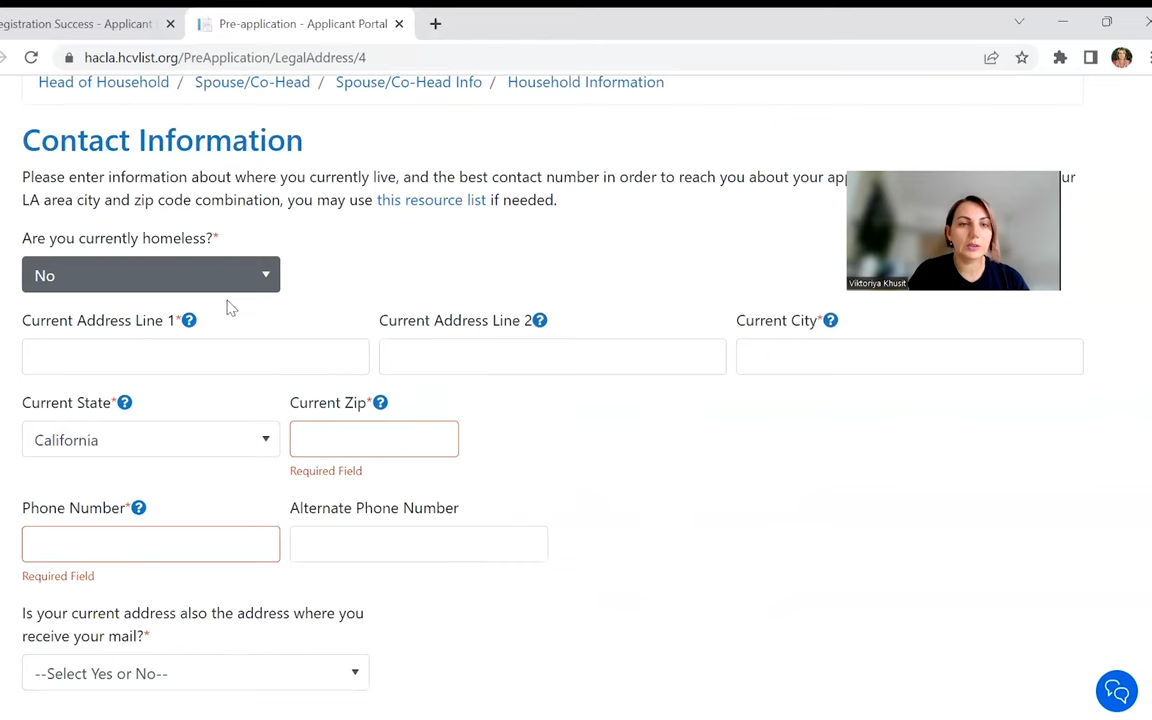 egistration Success - Applicant
Pre-application - Applicant Portal
hacla.hcvlist.org/PreApplication/LegalAddress/4
Head of Household / Spouse/Co-Head / Spouse/Co-Head Info / Household Information
Contact Information
Please enter information about where you currently live, and the best contact number in order to reach you about your app ur
LA area city and zip code combination, you may use this resource list if needed.
Are you currently homeless?*
No
Viktoriya Khusit
Current Address Line 1* Current Address Line 2 Current City*
Current State* Current Zip*
California
Required Field
Phone Number* Alternate Phone Number
Required Field
Is your current address also the address where you
receive your mail?*
--Select Yes or No--